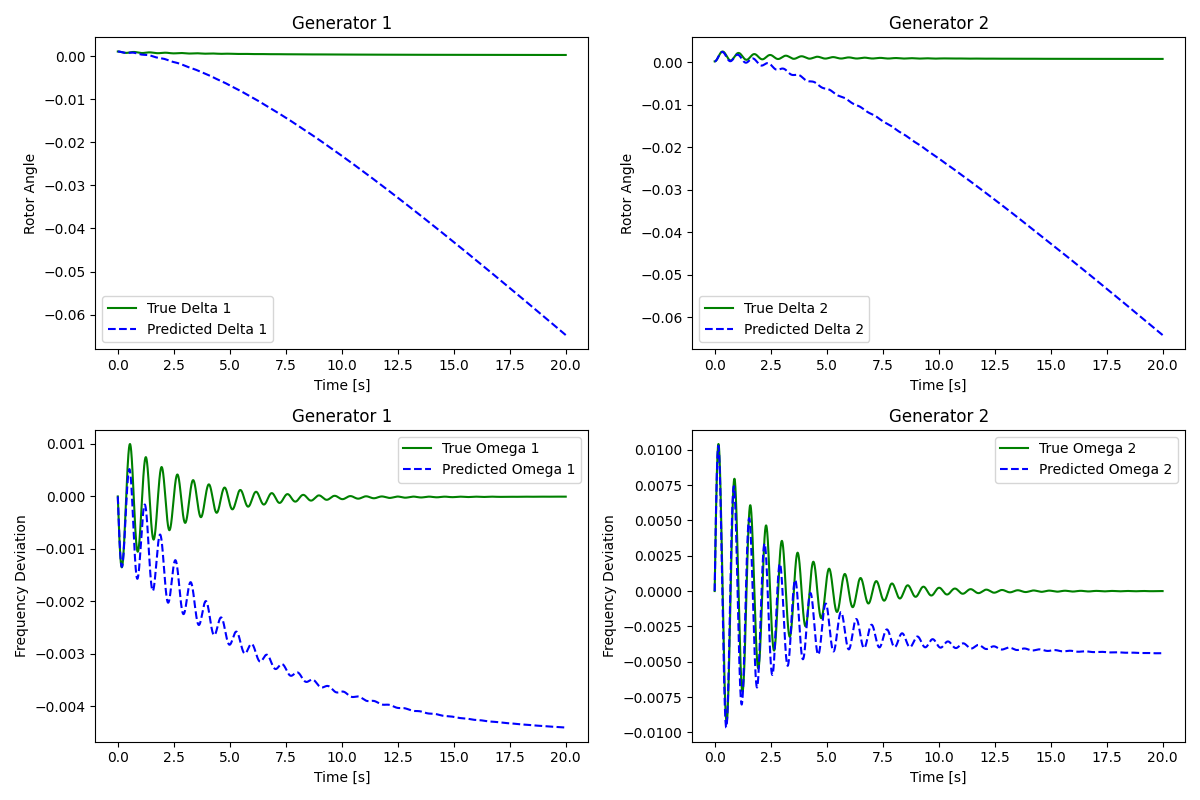 Generator 1
0.00
−0.01
−0.02
−0.03
−0.04
−0.05
−0.06
Rotor Angle
True Delta 1
Predicted Delta 1
0.0 2.5 5.0 7.5 10.0 12.5 15.0 17.5 20.0
Time [s]
Generator 2
0.00
−0.01
−0.02
−0.03
−0.04
−0.05
−0.06
Rotor Angle
True Delta 2
Predicted Delta 2
0.0 2.5 5.0 7.5 10.0 12.5 15.0 17.5 20.0
Time [s]
Generator 1
0.001
0.000
−0.001
−0.002
−0.003
−0.004
Frequency Deviation
True Omega 1
Predicted Omega 1
0.0 2.5 5.0 7.5 10.0 12.5 15.0 17.5 20.0
Time [s]
Generator 2
0.0100
0.0075
0.0050
0.0025
0.0000
−0.0025
−0.0050
−0.0075
−0.0100
Frequency Deviation
True Omega 2
Predicted Omega 2
0.0 2.5 5.0 7.5 10.0 12.5 15.0 17.5 20.0
Time [s]